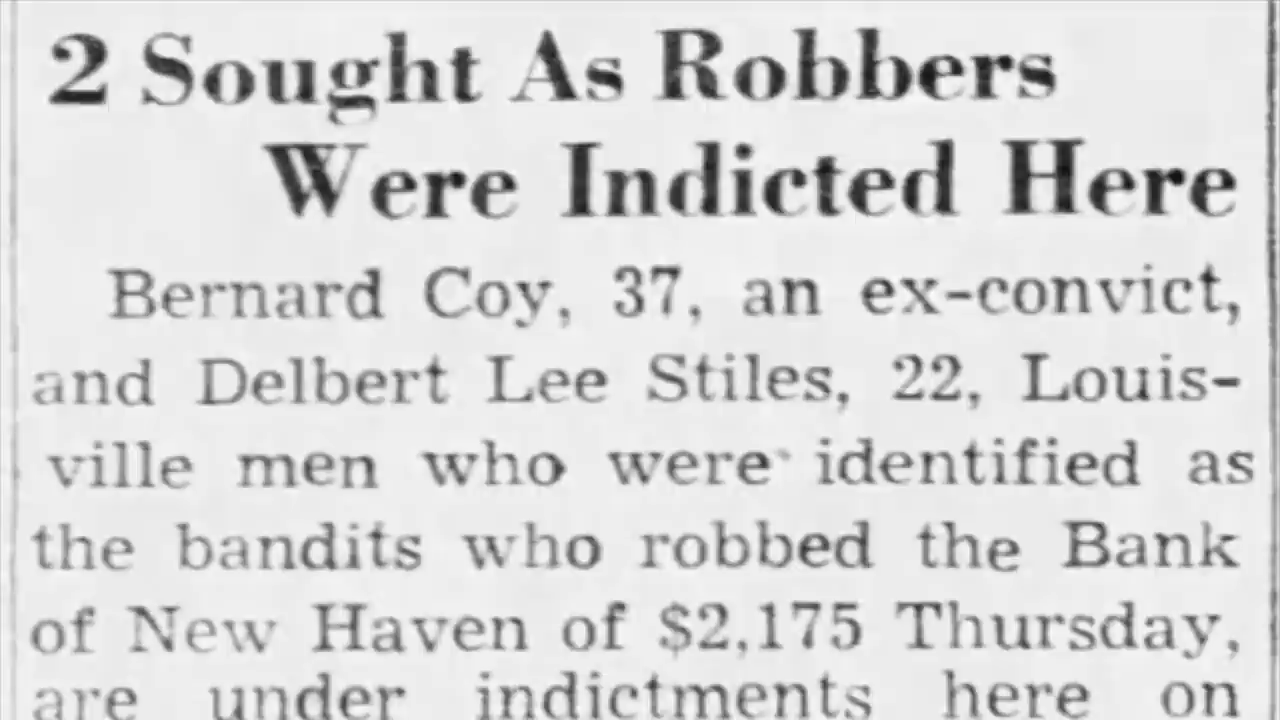 2 Sought As Robbers
Were Indicted Here
Bernard Coy, 37, an ex-convict,
and Delbert Lee Stiles, 22, Louis-
ville men who were identified as
the bandits who robbed the Bank
of New Haven of $2,175 Thursday,
are under indictments here on